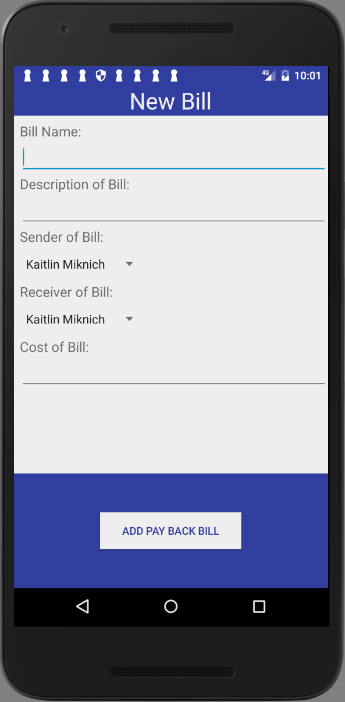 4G 10:01
New Bill
Bill Name:
Description of Bill:
Sender of Bill:
Kaitlin Miknich
Receiver of Bill:
Kaitlin Miknich
Cost of Bill:
ADD PAY BACK BILL